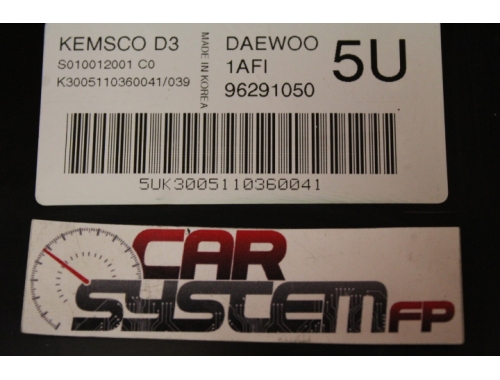 KEMSCO D3
S010012001 C0
K3005110360041/039
MADE IN KOREA
DAEWOO
1AFI
96291050
5U
5UK3005110360041
CAR
SYSTEM FP